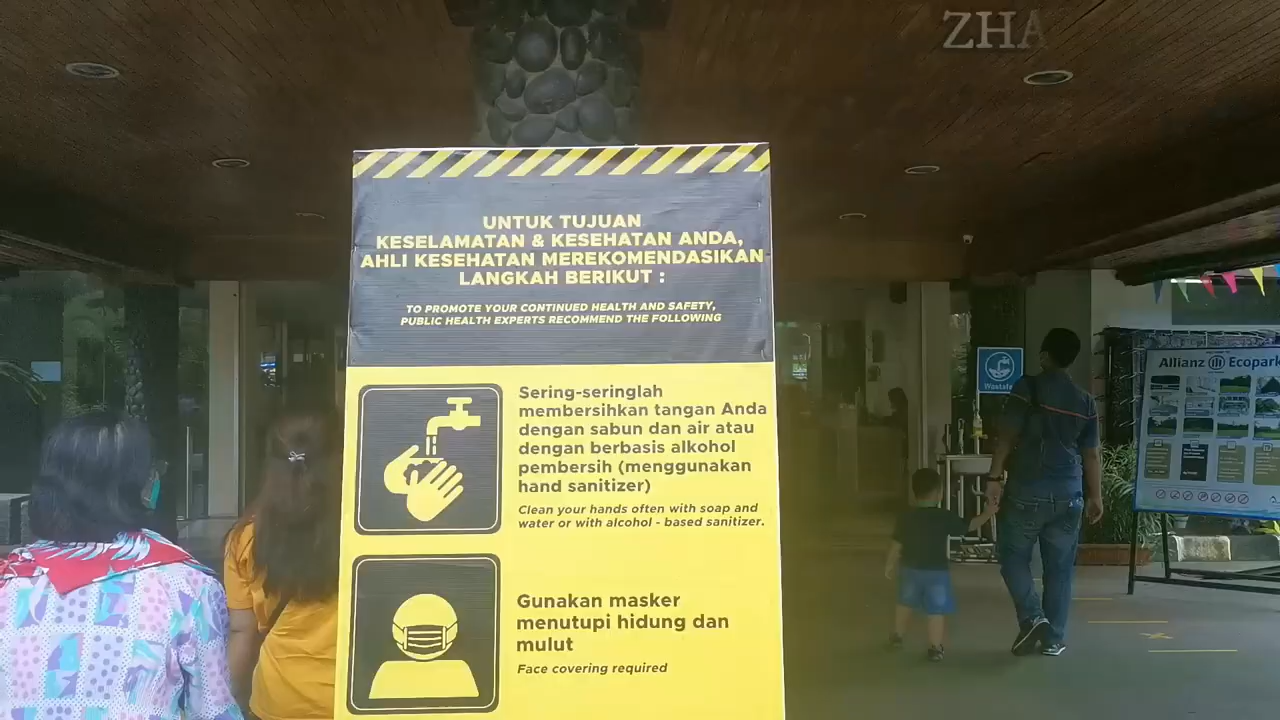 ZHA
UNTUK TUJUAN
KESELAMATAN & KESEHATAN ANDA,
AHLI KESEHATAN MEREKOMENDASIKAN
LANGKAH BERIKUT :
TO PROMOTE YOUR CONTINUED HEALTH AND SAFETY,
PUBLIC HEALTH EXPERTS RECOMMEND THE FOLLOWING
Sering-seringlah
membersihkan tangan Anda
dengan sabun dan air atau
dengan berbasis alkohol
pembersih (menggunakan
hand sanitizer)
Clean your hands often with soap and
water or with alcohol - based sanitizer.
Gunakan masker
menutupi hidung dan
mulut
Face covering required
Wastafel
Allianz Ecopark